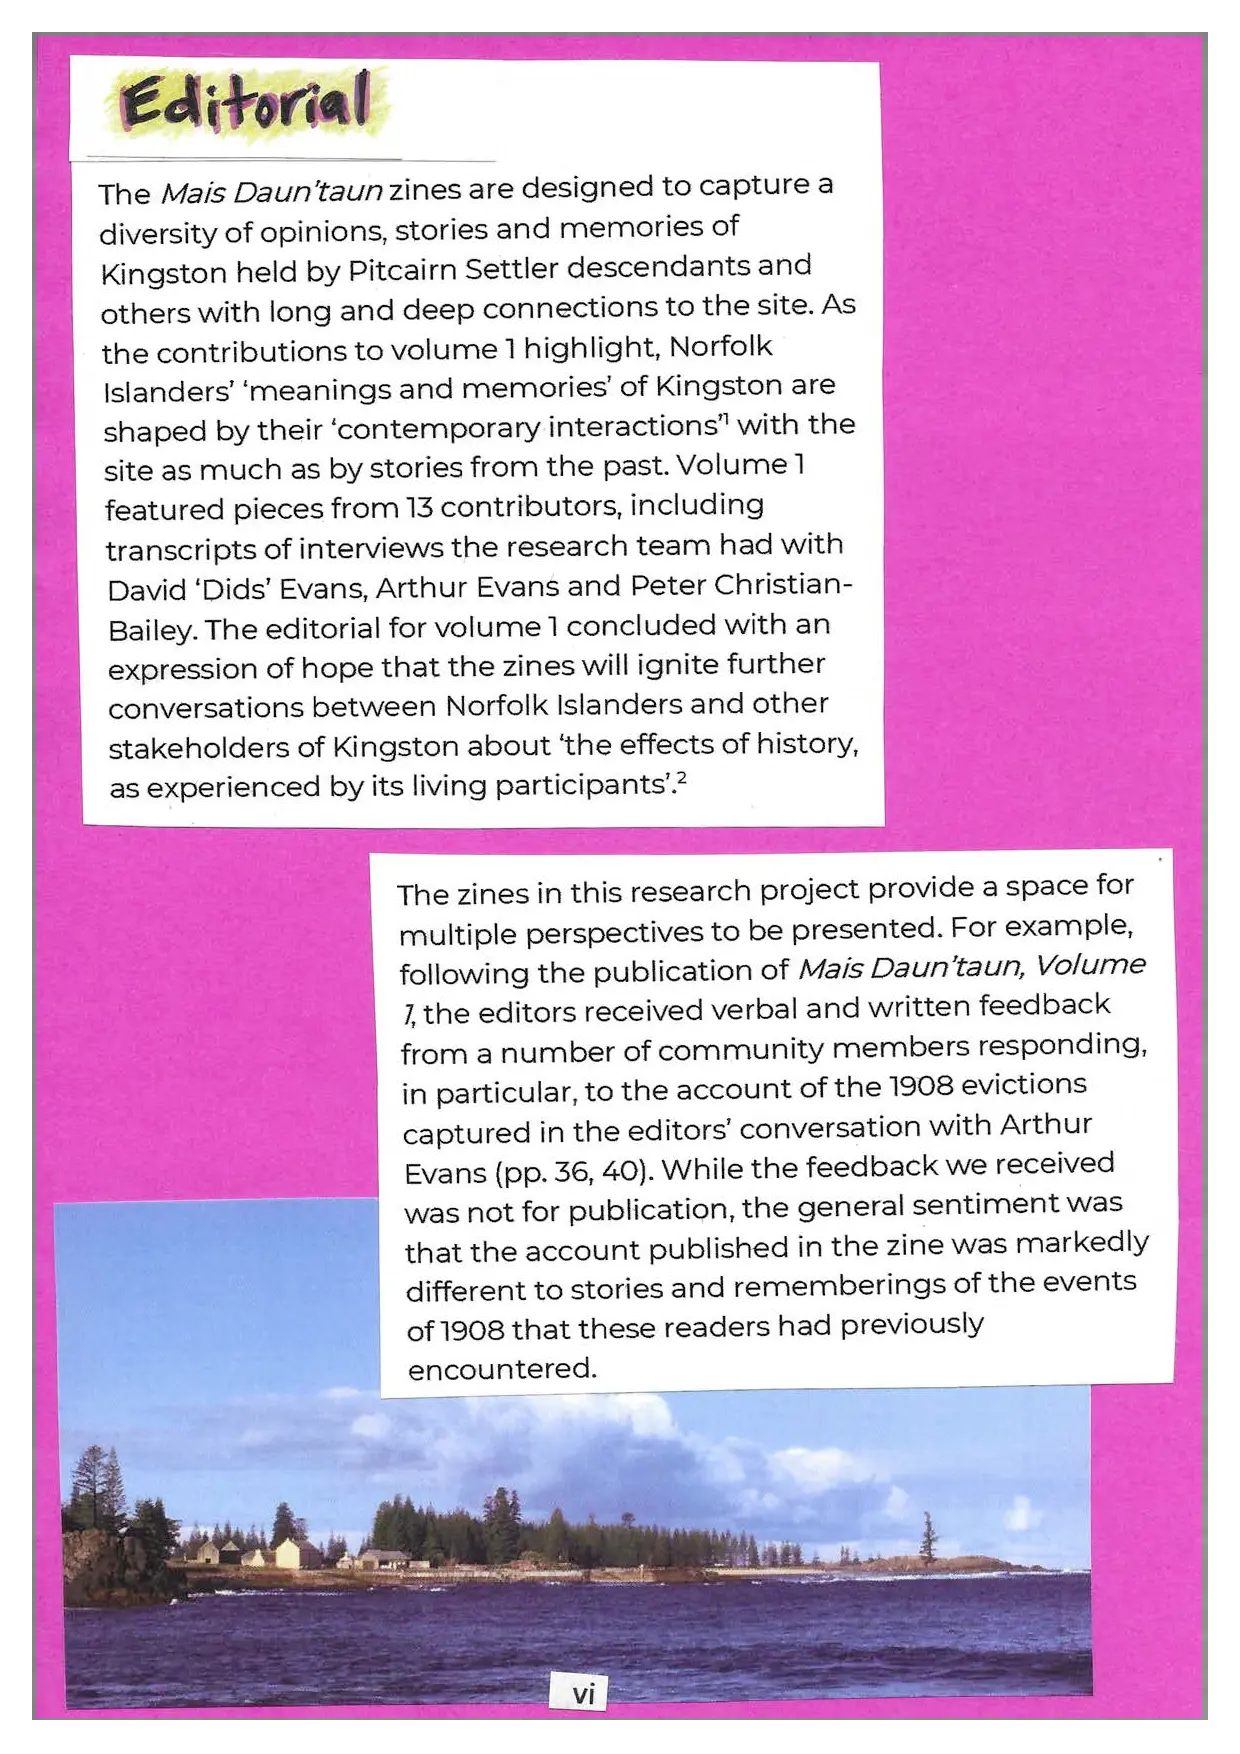 Editorial
The Mais Daun’taun zines are designed to capture a
diversity of opinions, stories and memories of
Kingston held by Pitcairn Settler descendants and
others with long and deep connections to the site. As
the contributions to volume 1 highlight, Norfolk
Islanders’ ‘meanings and memories’ of Kingston are
shaped by their ‘contemporary interactions’¹ with the
site as much as by stories from the past. Volume 1
featured pieces from 13 contributors, including
transcripts of interviews the research team had with
David ‘Dids’ Evans, Arthur Evans and Peter Christian-
Bailey. The editorial for volume 1 concluded with an
expression of hope that the zines will ignite further
conversations between Norfolk Islanders and other
stakeholders of Kingston about ‘the effects of history,
as experienced by its living participants’.²
The zines in this research project provide a space for
multiple perspectives to be presented. For example,
following the publication of Mais Daun’taun, Volume
1, the editors received verbal and written feedback
from a number of community members responding,
in particular, to the account of the 1908 evictions
captured in the editors’ conversation with Arthur
Evans (pp. 36, 40). While the feedback we received
was not for publication, the general sentiment was
that the account published in the zine was markedly
different to stories and rememberings of the events
of 1908 that these readers had previously
encountered.
vi